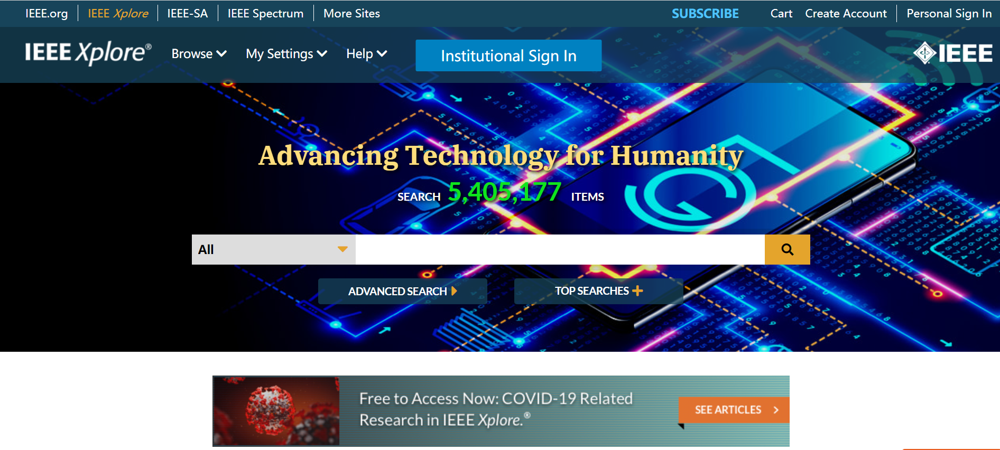 IEEE.org IEEE Xplore IEEE-SA IEEE Spectrum More Sites SUBSCRIBE Cart Create Account Personal Sign In
IEEE Xplore® Browse My Settings Help Institutional Sign In IEEE
Advancing Technology for Humanity
SEARCH 5,405,177 ITEMS
All
ADVANCED SEARCH TOP SEARCHES
Free to Access Now: COVID-19 Related
Research in IEEE Xplore.®
SEE ARTICLES